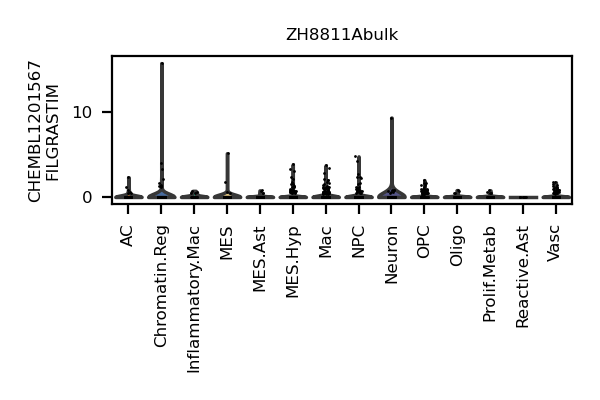 ZH8811Abulk
CHEMBL1201567
FILGRASTIM
10
0
AC
Chromatin.Reg
Inflammatory.Mac
MES
MES.Ast
MES.Hyp
Mac
NPC
Neuron
OPC
Oligo
Prolif.Metab
Reactive.Ast
Vasc